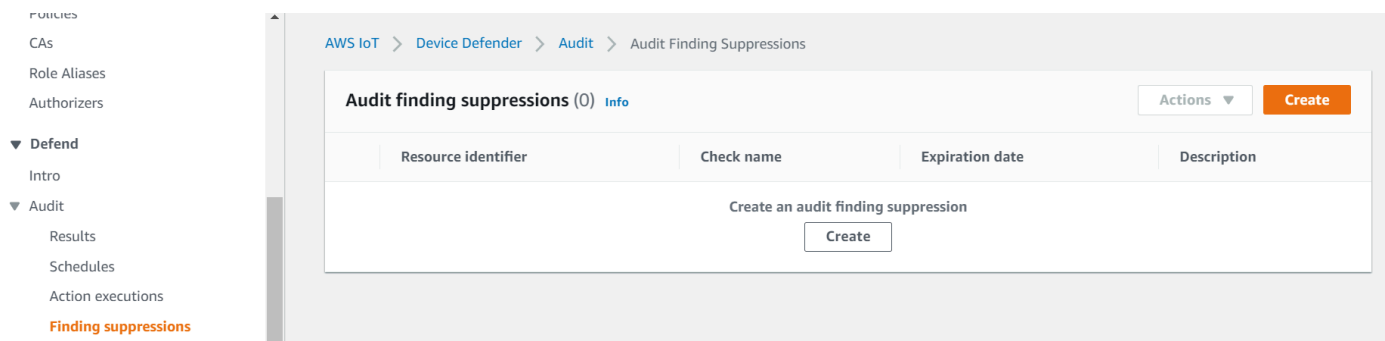 Policies
CAs
Role Aliases
Authorizers
Defend
Intro
Audit
Results
Schedules
Action executions
Finding suppressions
AWS IoT > Device Defender > Audit > Audit Finding Suppressions
Audit finding suppressions (0) Info
Actions Create
Resource identifier Check name Expiration date Description
Create an audit finding suppression
Create